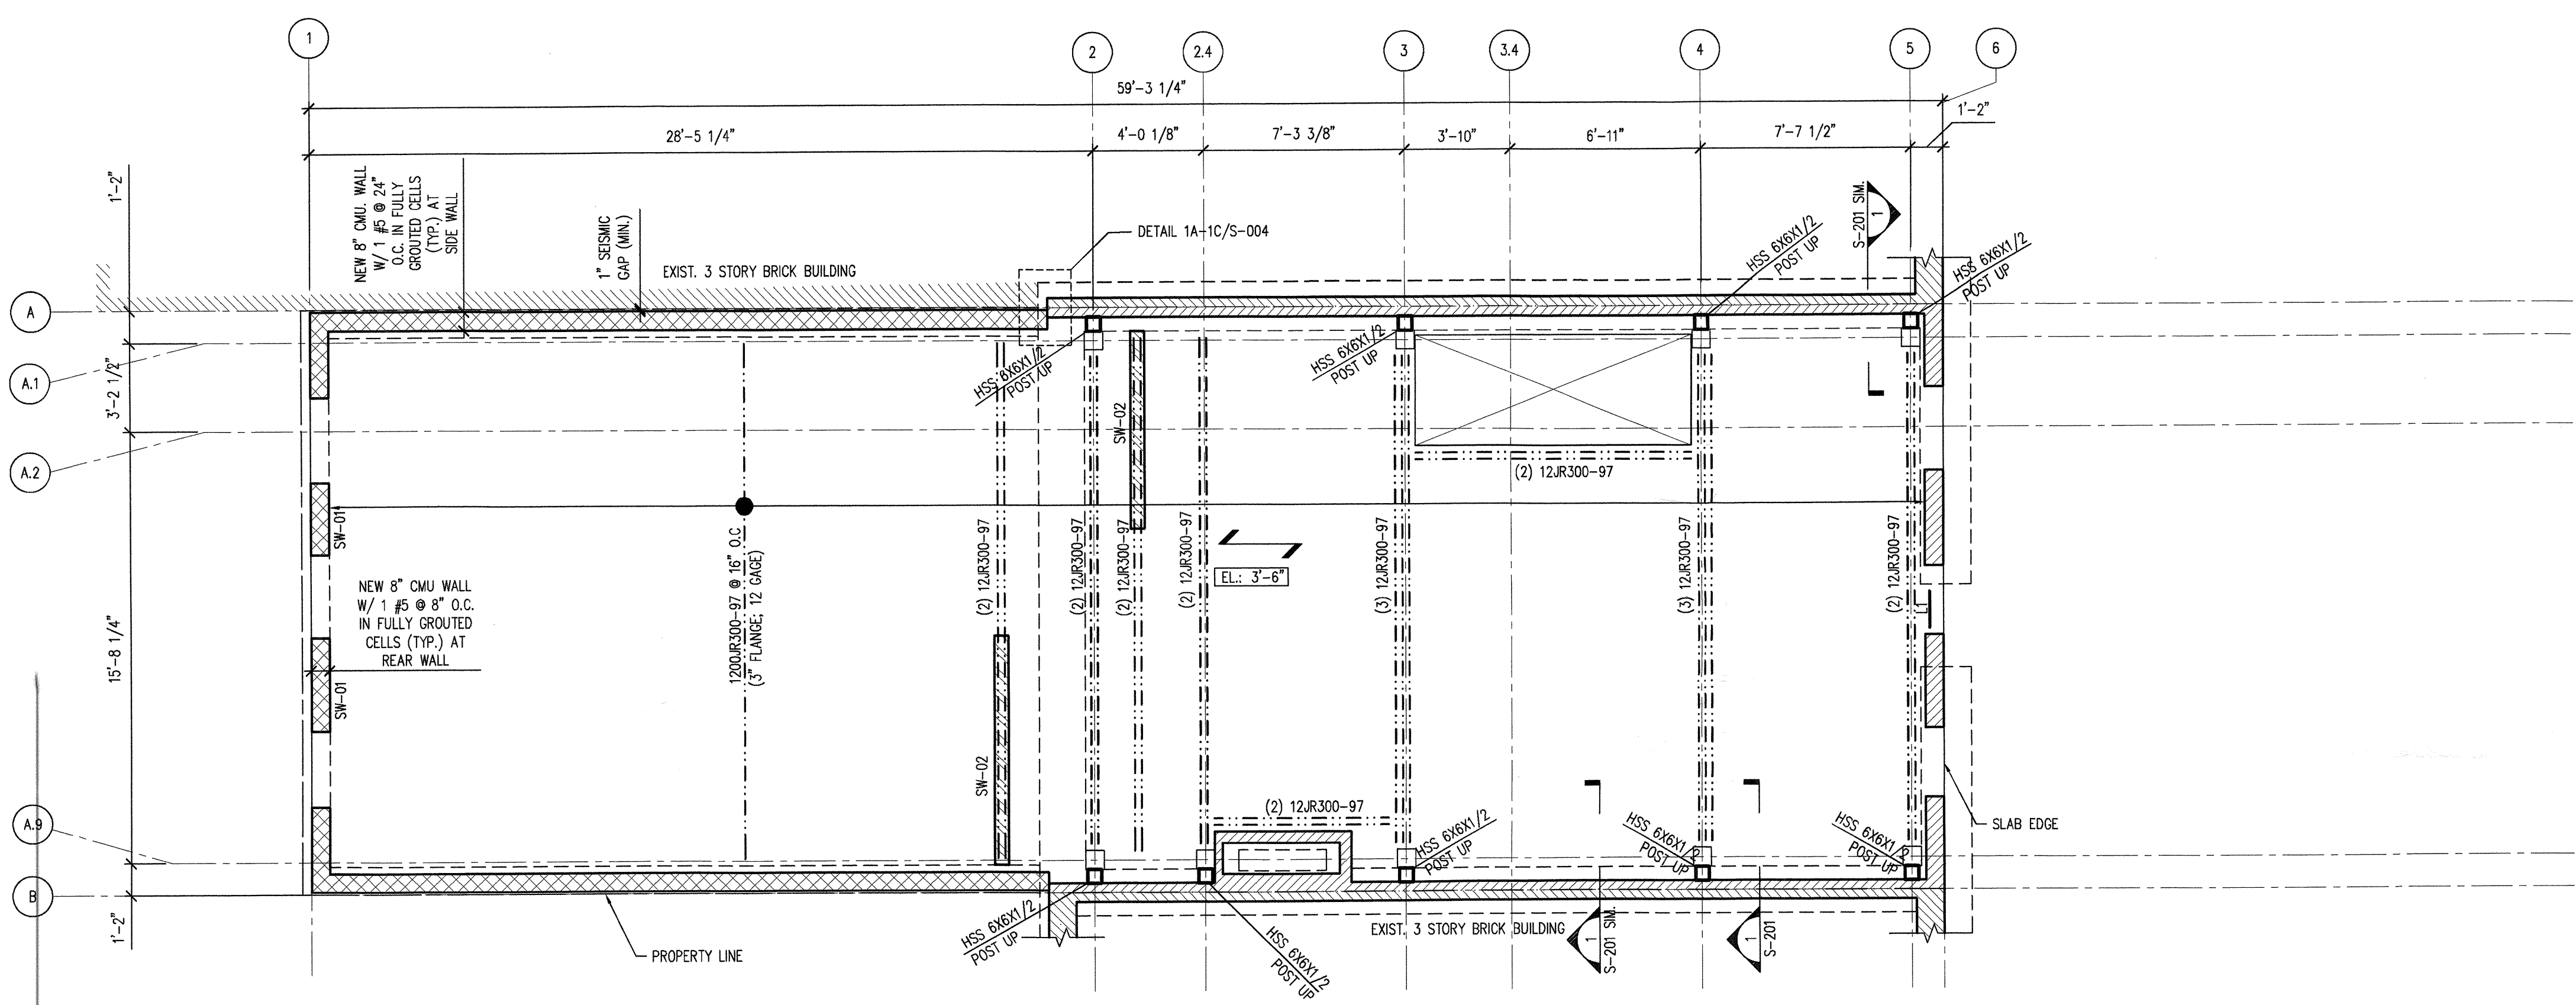 1
2
2.4
3
3.4
4
5
6
59'-3 1/4"
1'-2"
28'-5 1/4"
4'-0 1/8"
7'-3 3/8"
3'-10"
6'-11"
7'-7 1/2"
1'-2"
NEW 8" CMU. WALL
W/ 1 #5 @ 24"
O.C. IN FULLY
GROUTED CELLS
(TYP.) AT
SIDE WALL
1" SEISMIC
GAP (MIN.)
EXIST. 3 STORY BRICK BUILDING
DETAIL 1A-1C/S-004
HSS 6X6X1/2
POST UP
S-201 SIM.
1
HSS 6X6X1/2
POST UP
A
A.1
3'-2 1/2"
A.2
HSS 6X6X1/2
POST UP
HSS 6X6X1/2
POST UP
SW-02
(2) 12JR300-97
SW-01
1200JR300-97 @ 16" O.C
(3" FLANGE; 12 GAGE)
(2) 12JR300-97
(2) 12JR300-97
(2) 12JR300-97
(2) 12JR300-97
EL.: 3'-6"
(3) 12JR300-97
(3) 12JR300-97
(2) 12JR300-97
L1
NEW 8" CMU WALL
W/ 1 #5 @ 8" O.C.
IN FULLY GROUTED
CELLS (TYP.) AT
REAR WALL
15'-8 1/4"
SW-01
SW-02
(2) 12JR300-97
A.9
HSS 6X6X1/2
POST UP
HSS 6X6X1/2
POST UP
HSS 6X6X1/2
POST UP
SLAB EDGE
B
1'-2"
PROPERTY LINE
HSS 6X6X1/2
POST UP
HSS 6X6X1/2
POST UP
EXIST. 3 STORY BRICK BUILDING
1
S-201 SIM.
1
S-201